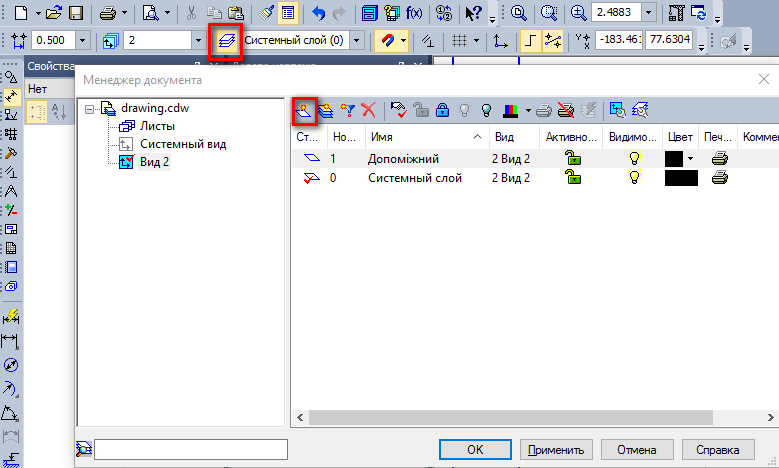 2.4883
f(x)
0.500
2
Системный слой (0)
-183.461
77.6304
Свойства
Нет
Менеджер документа
drawing.cdw
Листы
Системный вид
Вид 2
Ст... Но... Имя Вид Активно... Видимо... Цвет Печ... Коммен
1 Допоміжний 2 Вид 2
0 Системный слой 2 Вид 2
OK Применить Отмена Справка